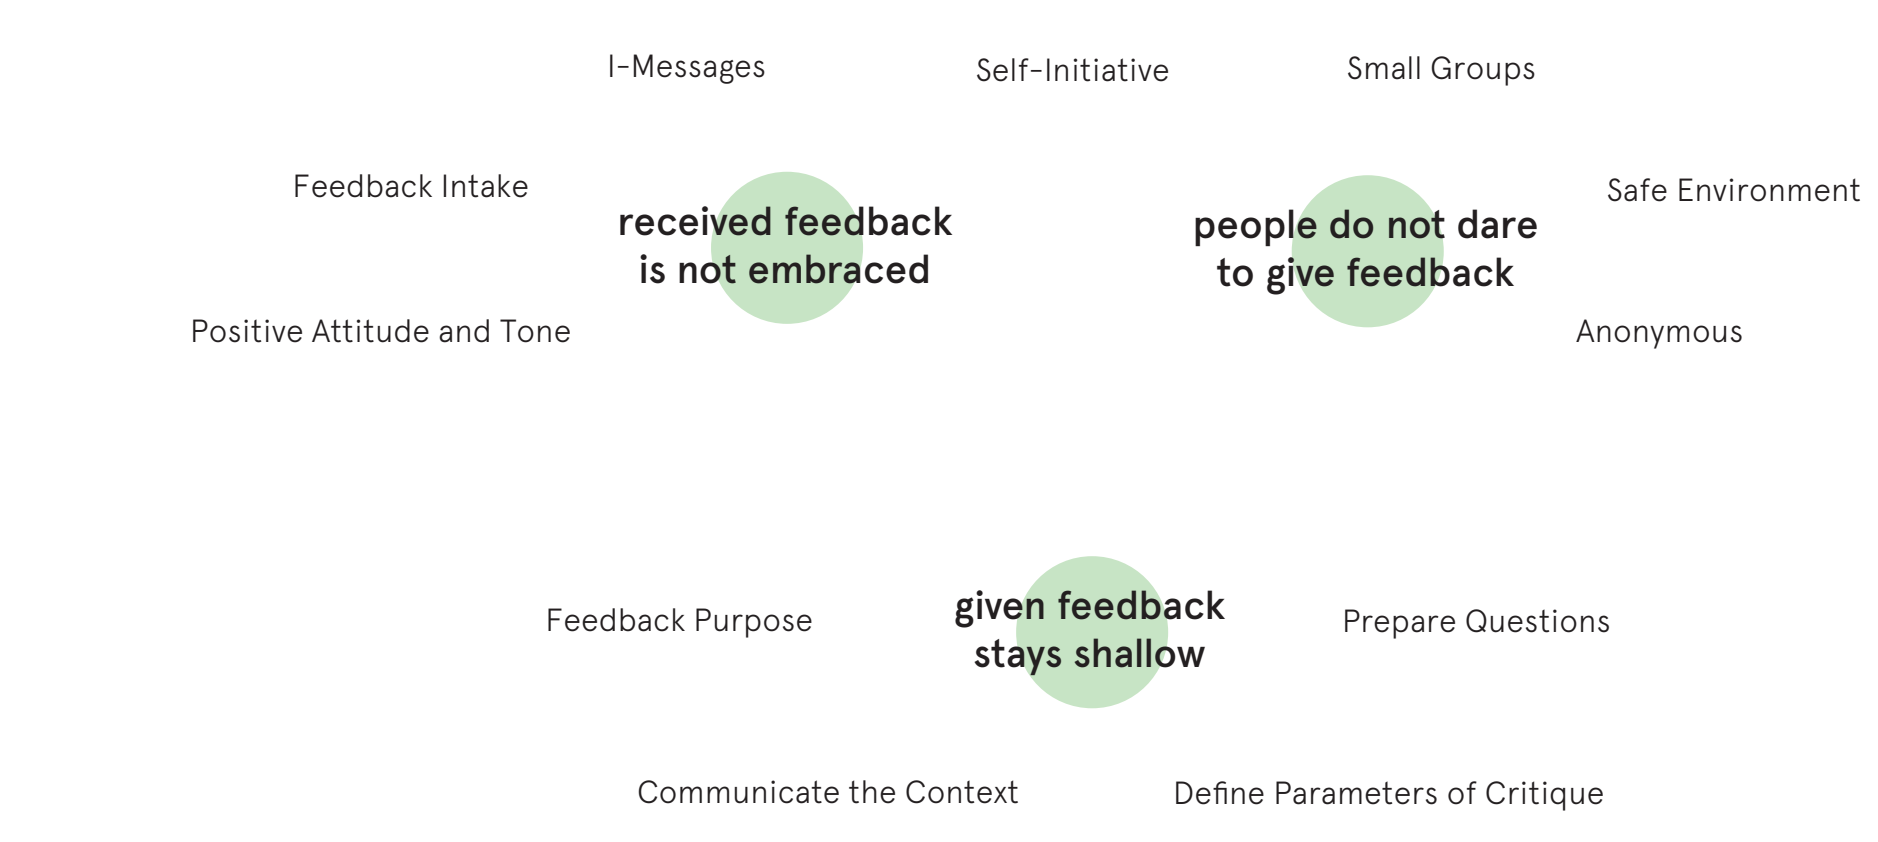 I-Messages
Self-Initiative
Small Groups
Feedback Intake
received feedback
is not embraced
people do not dare
to give feedback
Safe Environment
Positive Attitude and Tone
Anonymous
Feedback Purpose
given feedback
stays shallow
Prepare Questions
Communicate the Context
Define Parameters of Critique